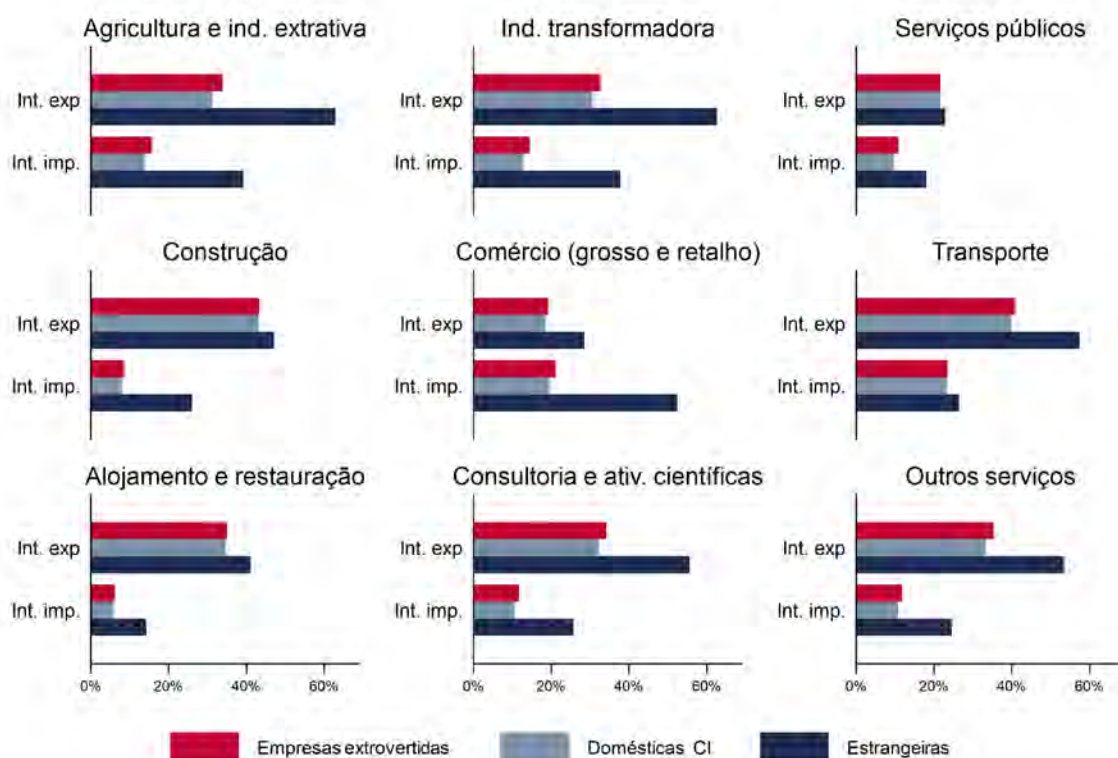 Agricultura e ind. extrativa
Int. exp
Int. imp.
Ind. transformadora
Int. exp
Int. imp.
Serviços públicos
Int. exp
Int. imp.
Construção
Int. exp
Int. imp.
Comércio (grosso e retalho)
Int. exp
Int. imp.
Transporte
Int. exp
Int. imp.
Alojamento e restauração
Int. exp
Int. imp.
0% 20% 40% 60%
Consultoria e ativ. científicas
Int. exp
Int. imp.
0% 20% 40% 60%
Outros serviços
Int. exp
Int. imp.
0% 20% 40% 60%
Empresas extrovertidas Domésticas CI Estrangeiras